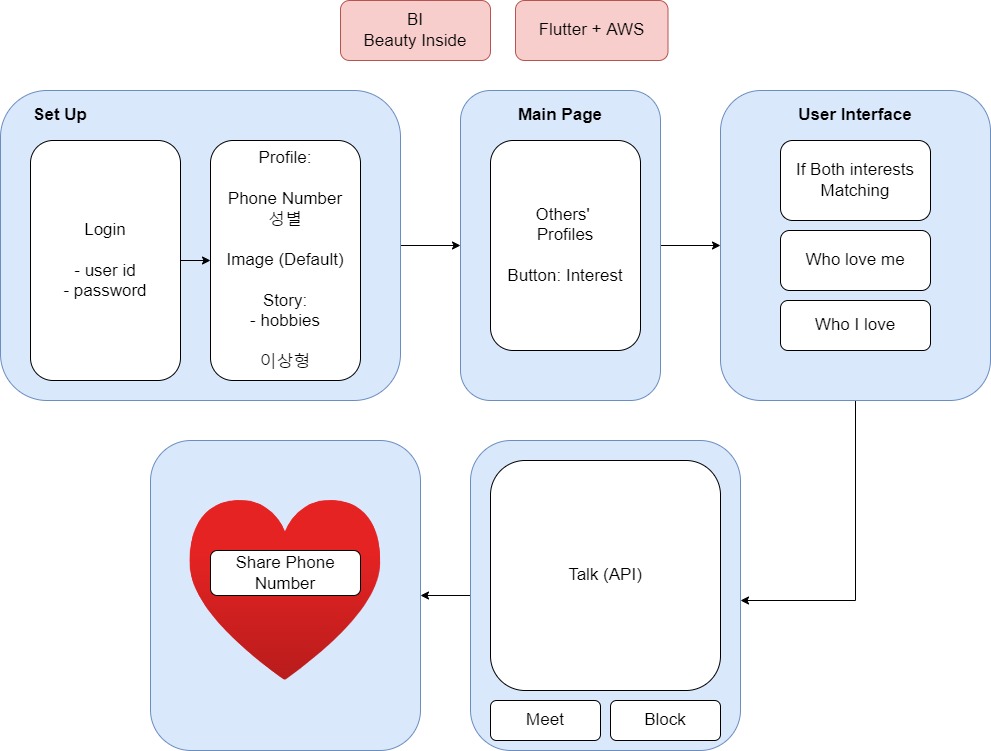 BI
Beauty Inside
Flutter + AWS
Set Up
Login
- user id
- password
Profile:
Phone Number
성별
Image (Default)
Story:
- hobbies
이상형
Main Page
Others'
Profiles
Button: Interest
User Interface
If Both interests
Matching
Who love me
Who I love
Share Phone
Number
Talk (API)
Meet
Block